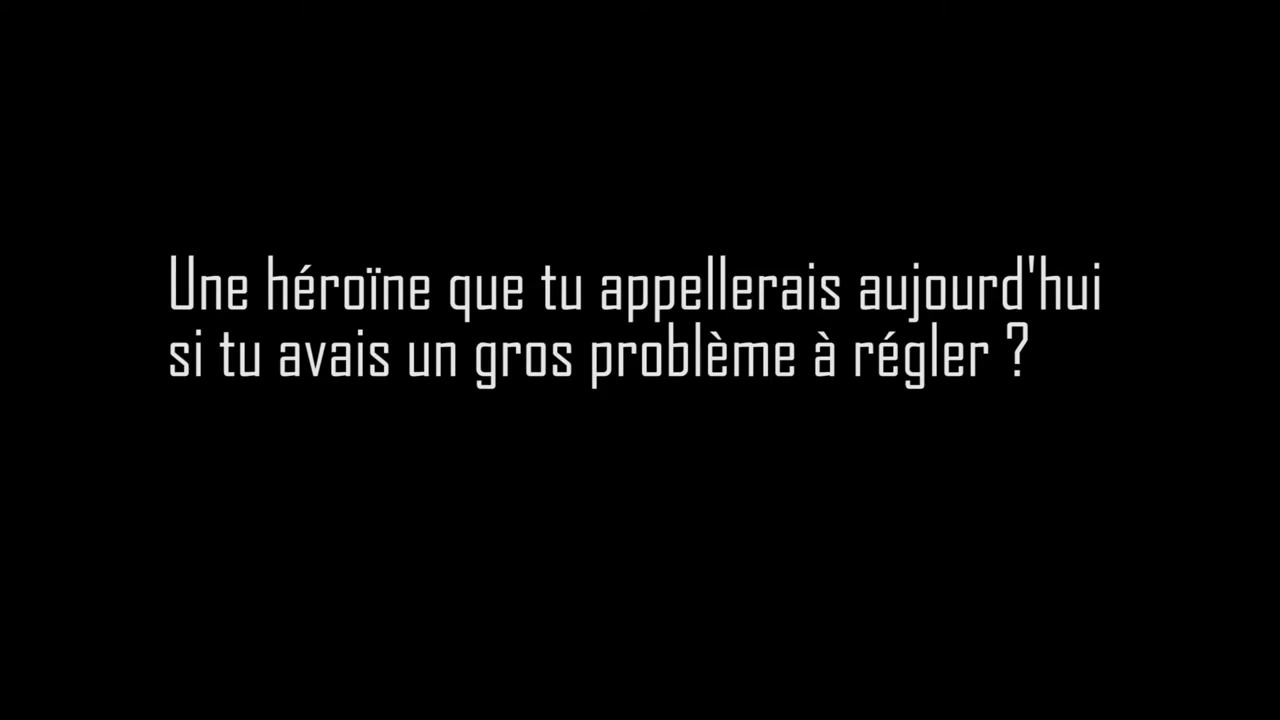 Une héroïne que tu appellerais aujourd'hui
si tu avais un gros problème à régler ?